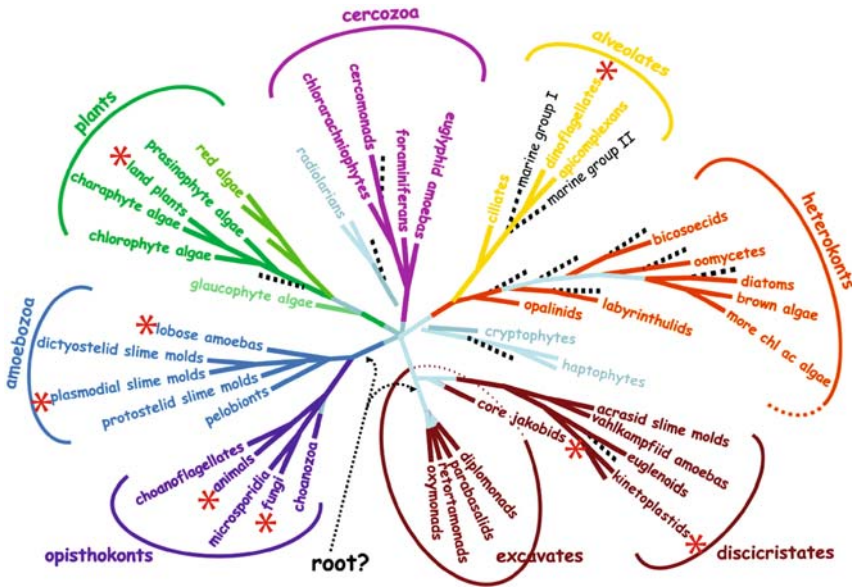 cercozoa
alveolates
plants
heterokonts
amoebozoa
opisthokonts
excavates
discicristates
root?
red algae
prasinophyte algae
land plants
charaphyte algae
chlorophyte algae
glaucophyte algae
radiolarians
chlorarachniophytes
cercomonads
foraminiferans
euglyphid amoebas
ciliates
marine group I
dinoflagellates
apicomplexans
marine group II
bicosoecids
oomycetes
diatoms
brown algae
more chl ac algae
labyrinthulids
opalinids
cryptophytes
haptophytes
acrasid slime molds
vahlkampfiid amoebas
euglenoids
kinetoplastids
core jakobids
diplomonads
parabasalids
retortamonads
oxymonads
choanozoa
fungi
microsporidia
animals
choanoflagellates
pelobionts
protostelid slime molds
plasmodial slime molds
dictyostelid slime molds
lobose amoebas